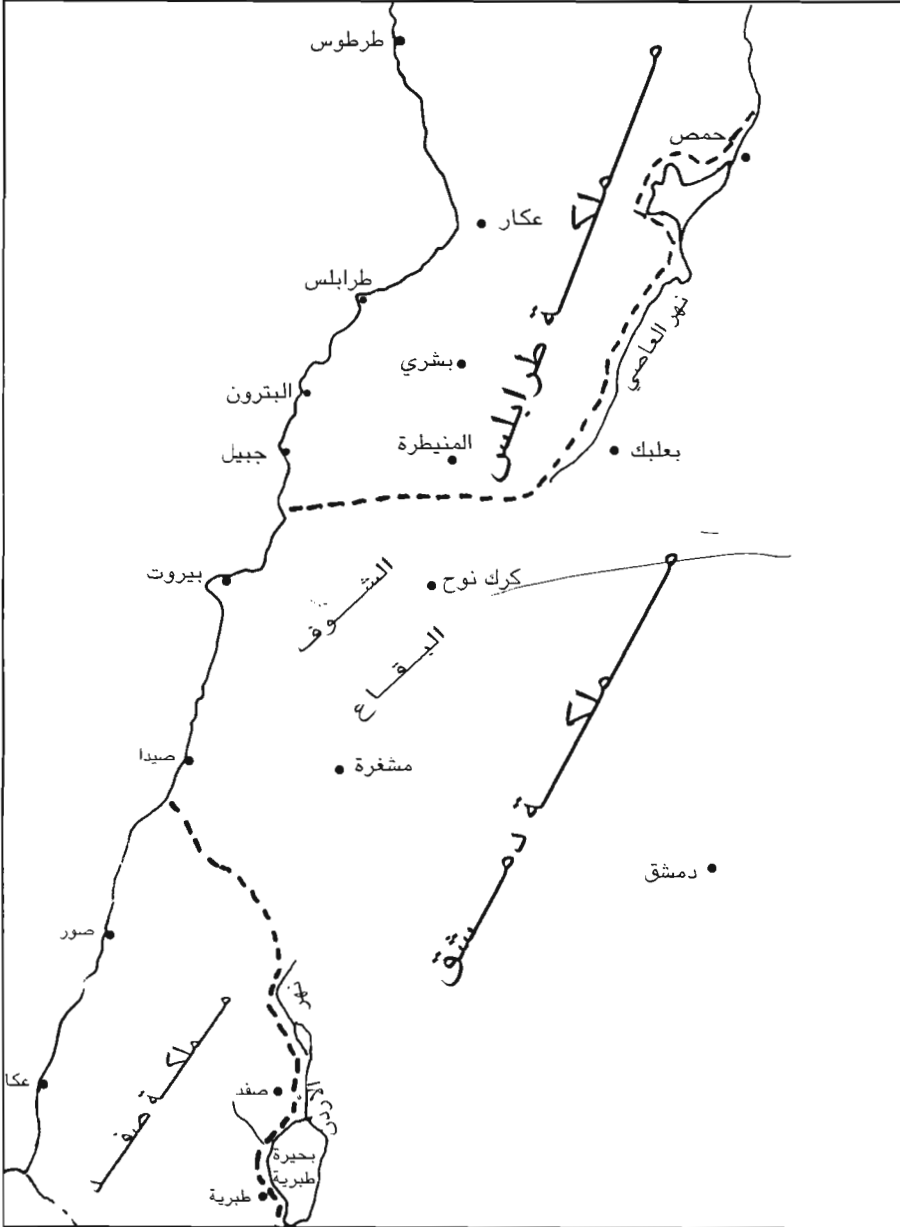 طرطوس
حمص
عكار
مملكة طرابلس
طرابلس
نهر العاصي
بشري
البترون
المنيطرة
جبيل
بعلبك
بيروت
الشوف
كرك نوح
البقاع
مملكة دمشق
صيدا
مشغرة
دمشق
صور
نهر الاردن
مملكة صفد
عكا
صفد
بحيرة
طبرية
طبرية